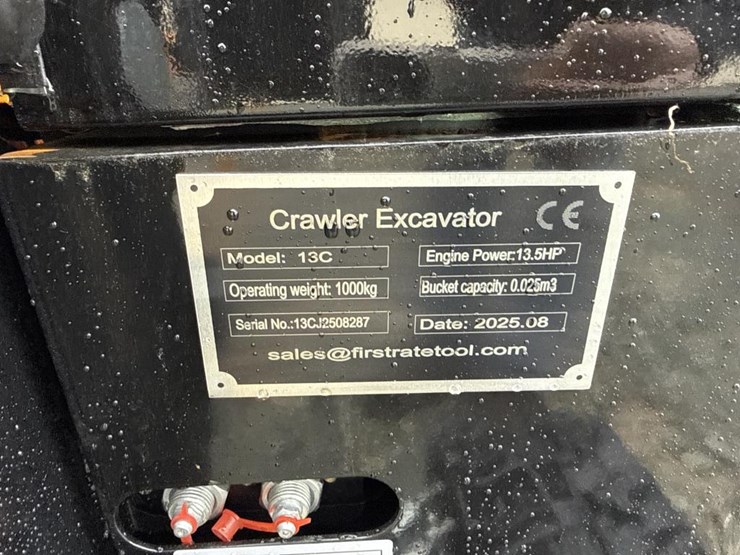 Crawler Excavator CE
Model: 13C
Engine Power:13.5HP
Operating weight: 1000kg
Bucket capacity: 0.025m3
Serial No.:13CJ2508287
Date: 2025.08
sales@firstratetool.com